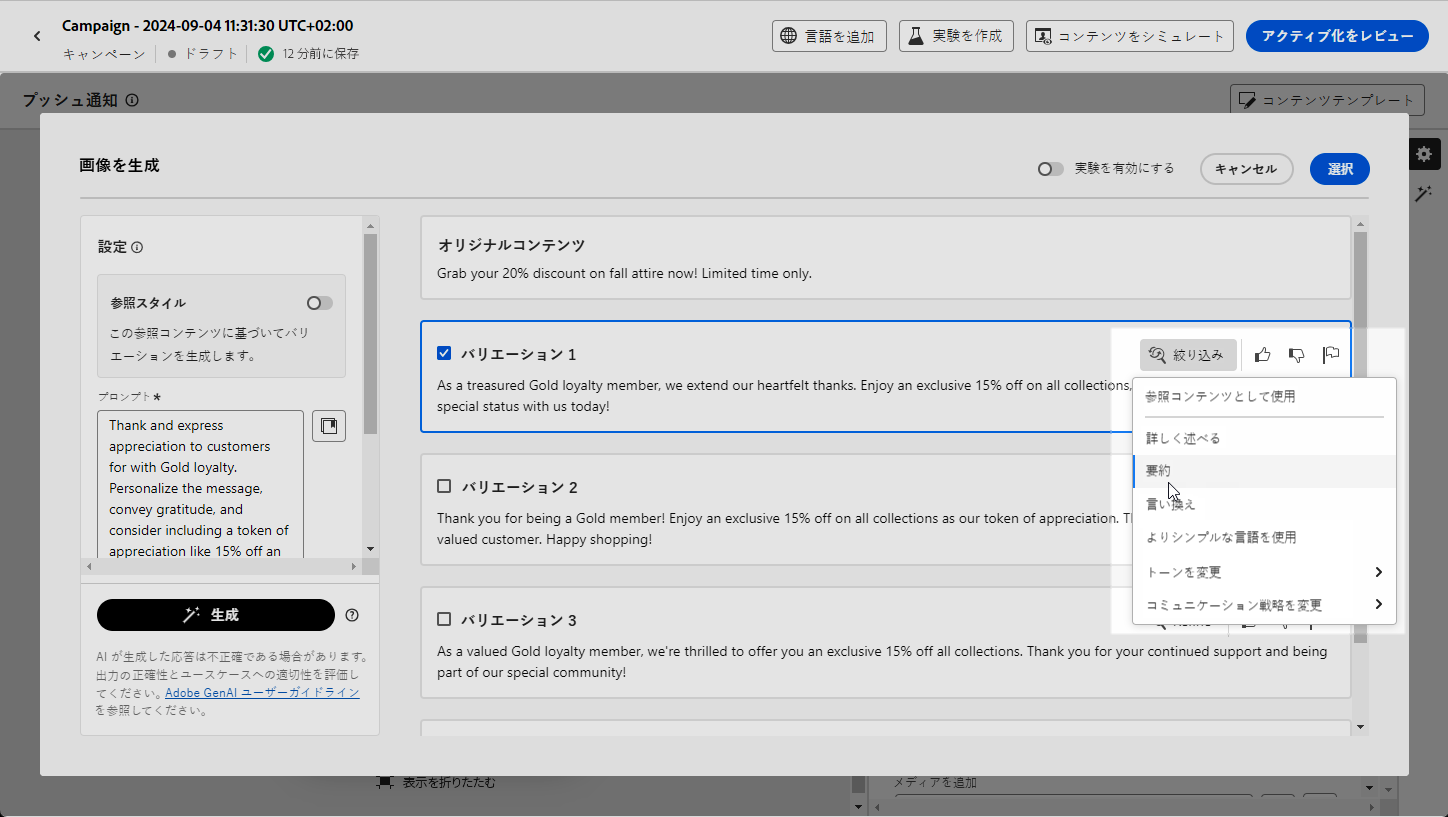 Campaign - 2024-09-04 11:31:30 UTC+02:00
キャンペーン
ドラフト
12 分前に保存
言語を追加
実験を作成
コンテンツをシミュレート
アクティブ化をレビュー
プッシュ通知
コンテンツテンプレート
画像を生成
実験を有効にする
キャンセル
選択
設定
参照スタイル
この参照コンテンツに基づいてバリ
エーションを生成します。
プロンプト*
Thank and express
appreciation to customers
for with Gold loyalty.
Personalize the message,
convey gratitude, and
consider including a token of
appreciation like 15% off an
生成
AI が生成した応答は不正確である場合があります。
出力の正確性とユースケースへの適切性を評価し
てください。Adobe GenAI ユーザーガイドライン
を参照してください。
オリジナルコンテンツ
Grab your 20% discount on fall attire now! Limited time only.
バリエーション 1
As a treasured Gold loyalty member, we extend our heartfelt thanks. Enjoy an exclusive 15% off on all collections,
special status with us today!
絞り込み
参照コンテンツとして使用
詳しく述べる
要約
言い換え
よりシンプルな言語を使用
トーンを変更
コミュニケーション戦略を変更
バリエーション 2
Thank you for being a Gold member! Enjoy an exclusive 15% off on all collections as our token of appreciation.
valued customer. Happy shopping!
バリエーション 3
As a valued Gold loyalty member, we're thrilled to offer you an exclusive 15% off all collections. Thank you for your continued support and being
part of our special community!
表示を折りたたむ
メディアを追加